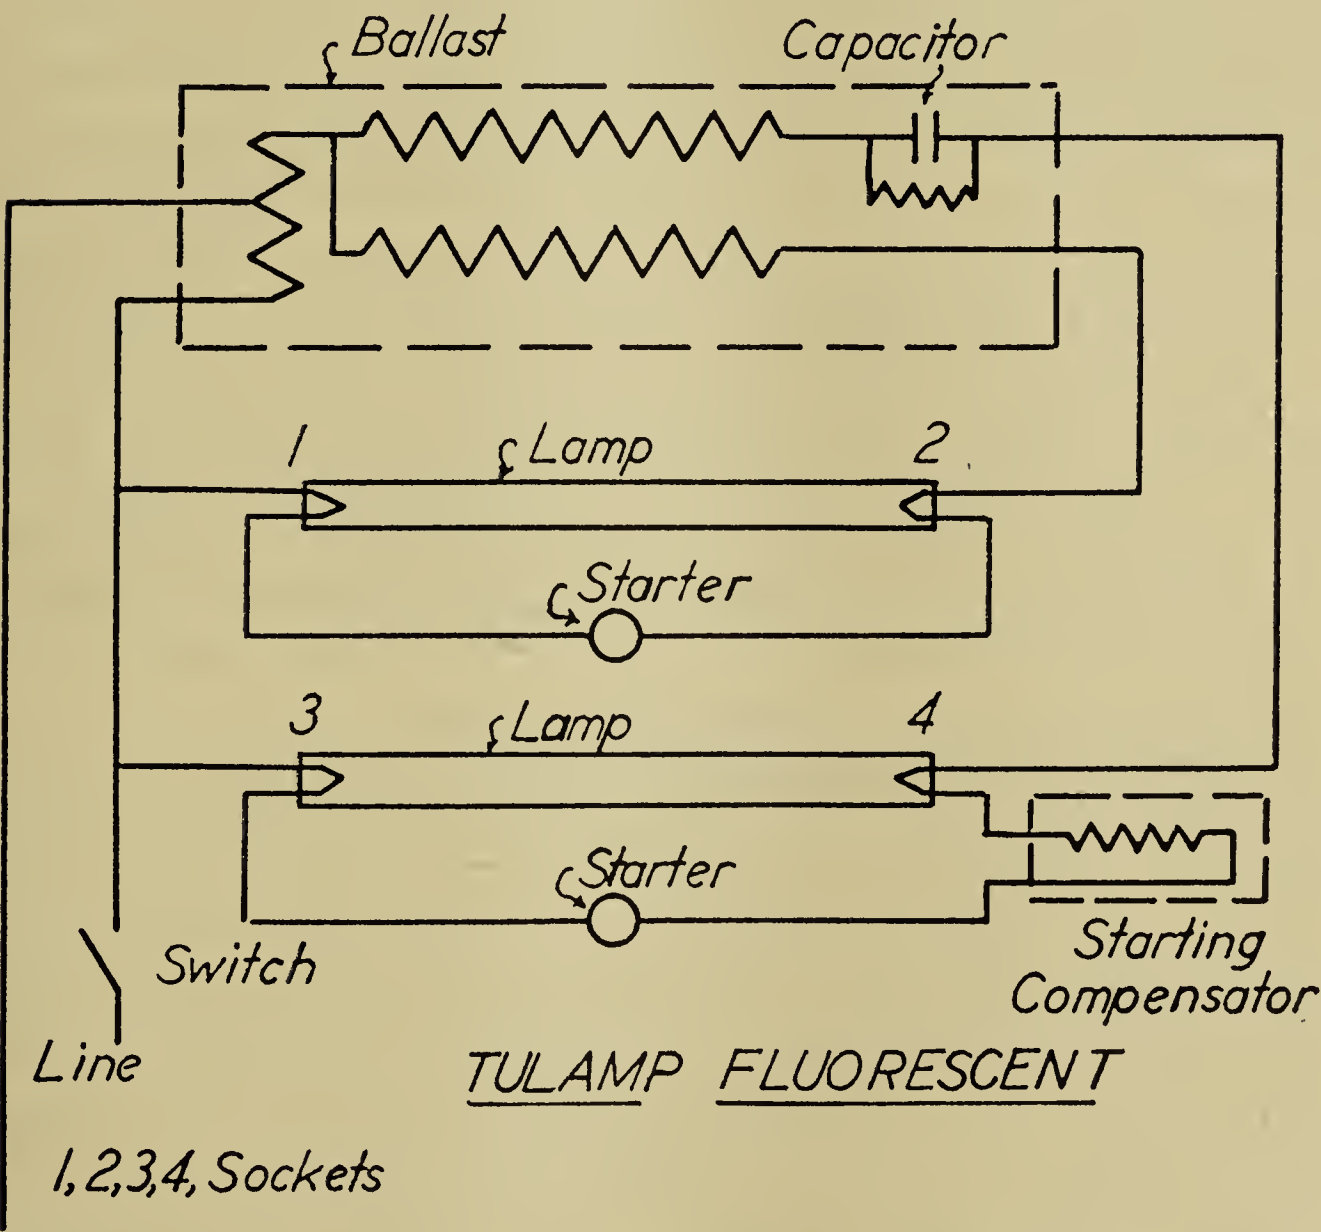 Ballast
Capacitor
1
Lamp
2
Starter
3
Lamp
4
Starter
Switch
Starting
Compensator
Line
TULAMP FLUORESCENT
1,2,3,4, Sockets